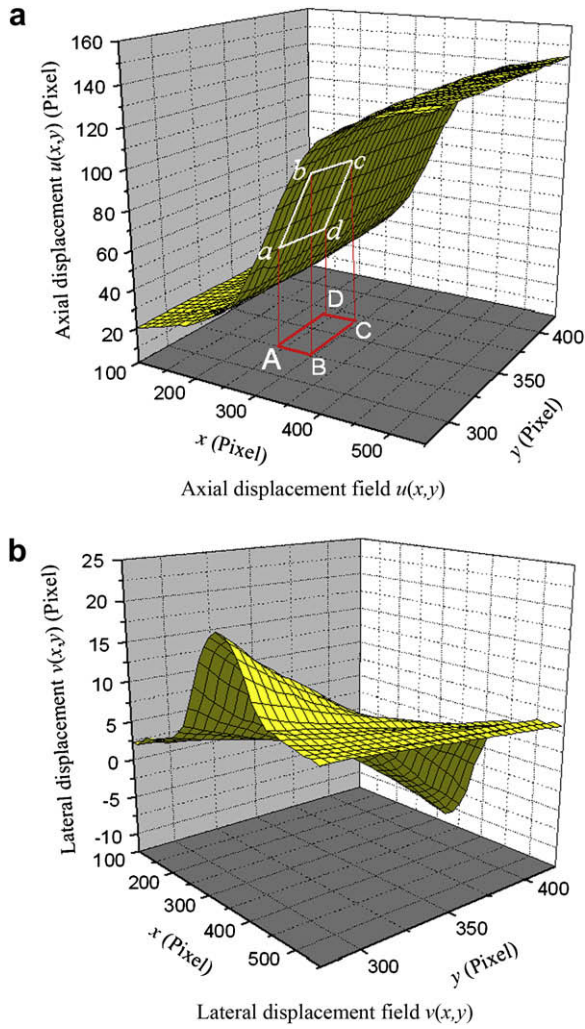 a
Axial displacement u(x,y) (Pixel)
160
140
120
100
80
60
40
20
100
200
300
400
500
x (Pixel)
300
350
400
y (Pixel)
b
c
a
d
D
A
C
B
Axial displacement field u(x,y)
b
Lateral displacement v(x,y) (Pixel)
25
20
15
10
5
0
-5
-10
100
200
300
400
500
x (Pixel)
300
350
400
y (Pixel)
Lateral displacement field v(x,y)